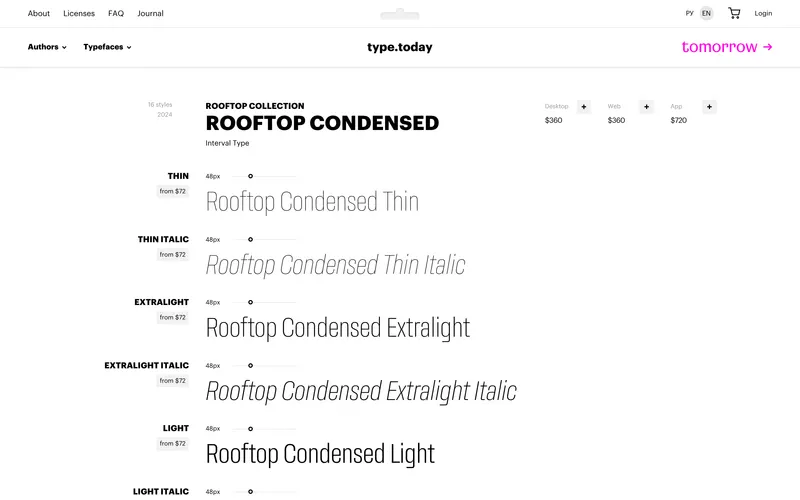 About Licenses FAQ Journal
РУ EN Login
Authors Typefaces
type.today
tomorrow →
16 styles
2024
ROOFTOP COLLECTION
ROOFTOP CONDENSED
Interval Type
Desktop + Web + App +
$360 $360 $720
THIN
from $72
48px
Rooftop Condensed Thin
THIN ITALIC
from $72
48px
Rooftop Condensed Thin Italic
EXTRALIGHT
from $72
48px
Rooftop Condensed Extralight
EXTRALIGHT ITALIC
from $72
48px
Rooftop Condensed Extralight Italic
LIGHT
from $72
48px
Rooftop Condensed Light
LIGHT ITALIC
48px